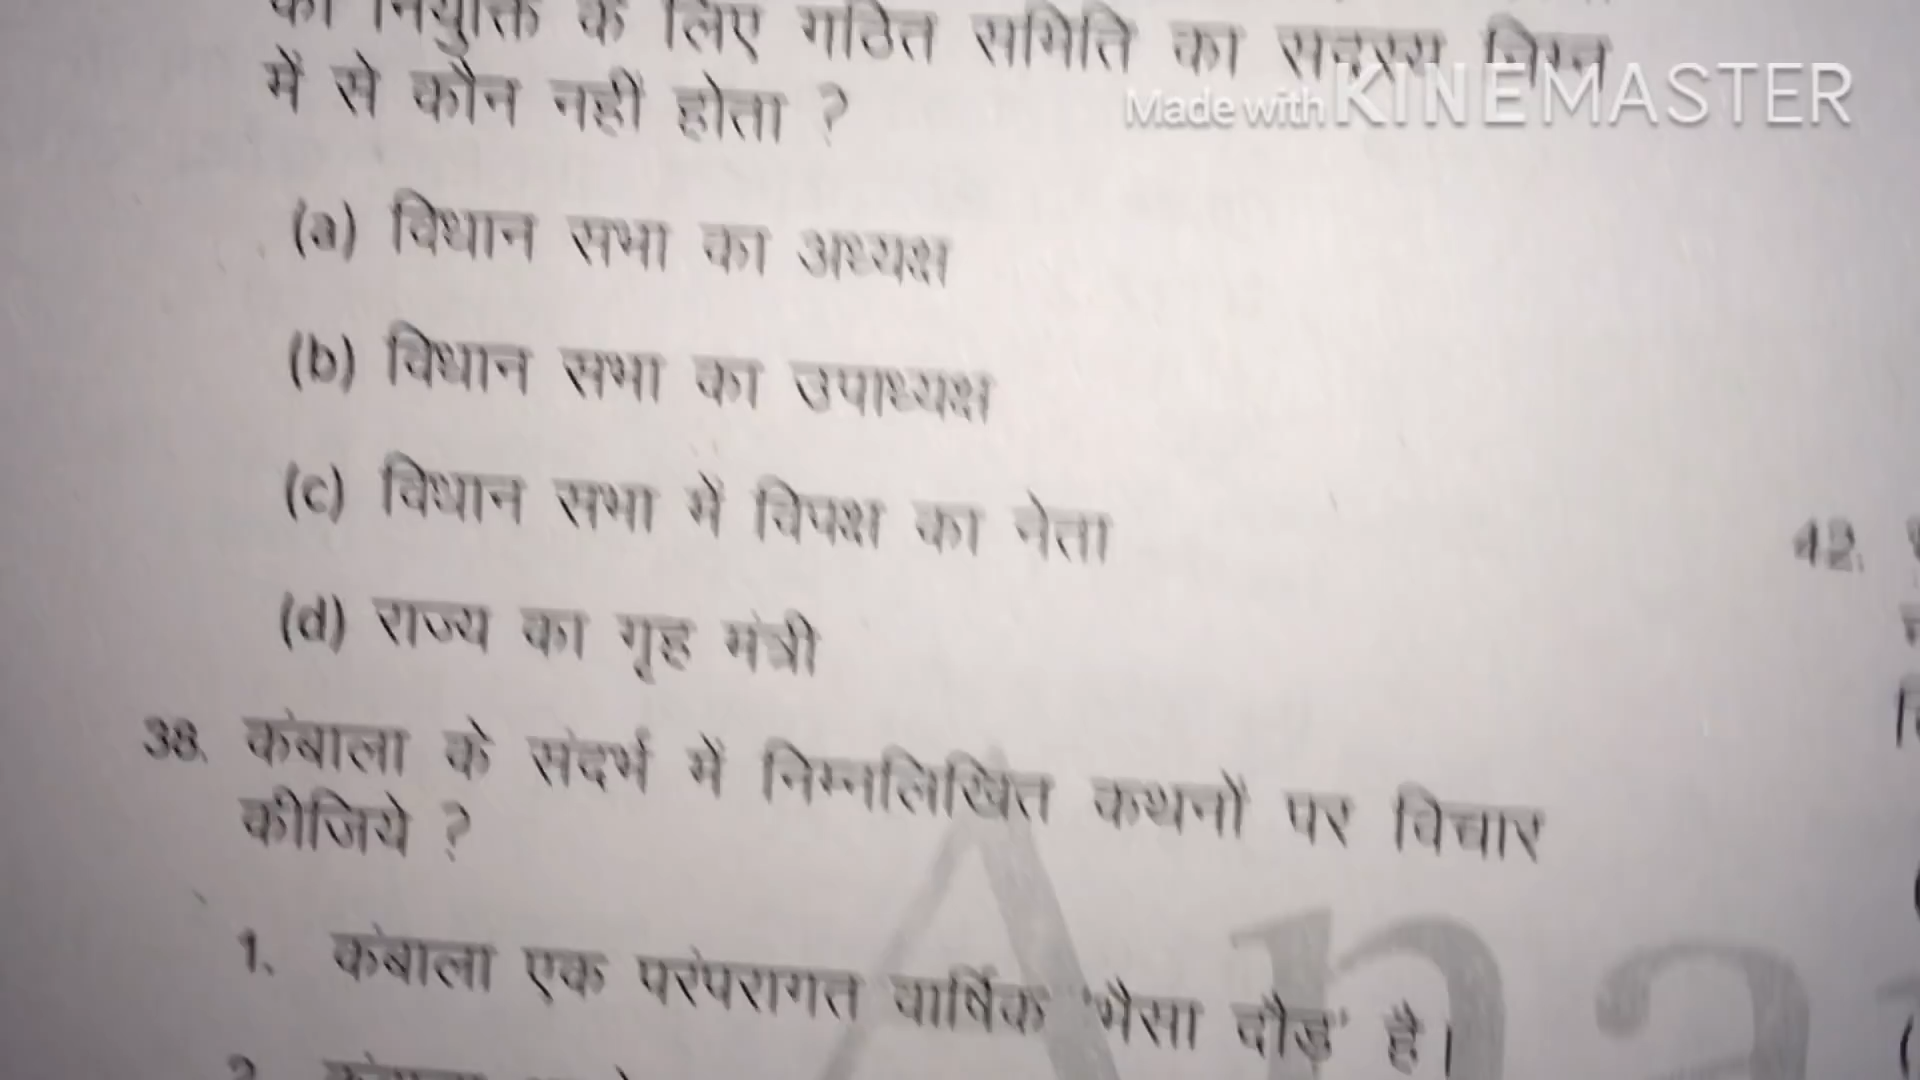 की नियुक्ति के लिए गठित समिति का सदस्य निम्न
में से कौन नहीं होता ?
Made with KINEMASTER
(a) विधान सभा का अध्यक्ष
(b) विधान सभा का उपाध्यक्ष
(c) विधान सभा में विपक्ष का नेता
(d) राज्य का गृह मंत्री
38. कंबाला के संदर्भ में निम्नलिखित कथनों पर विचार
कीजिये ?
1. कंबाला एक परंपरागत वार्षिक 'भैसा दौड़' है।
2. कंबाला
42.